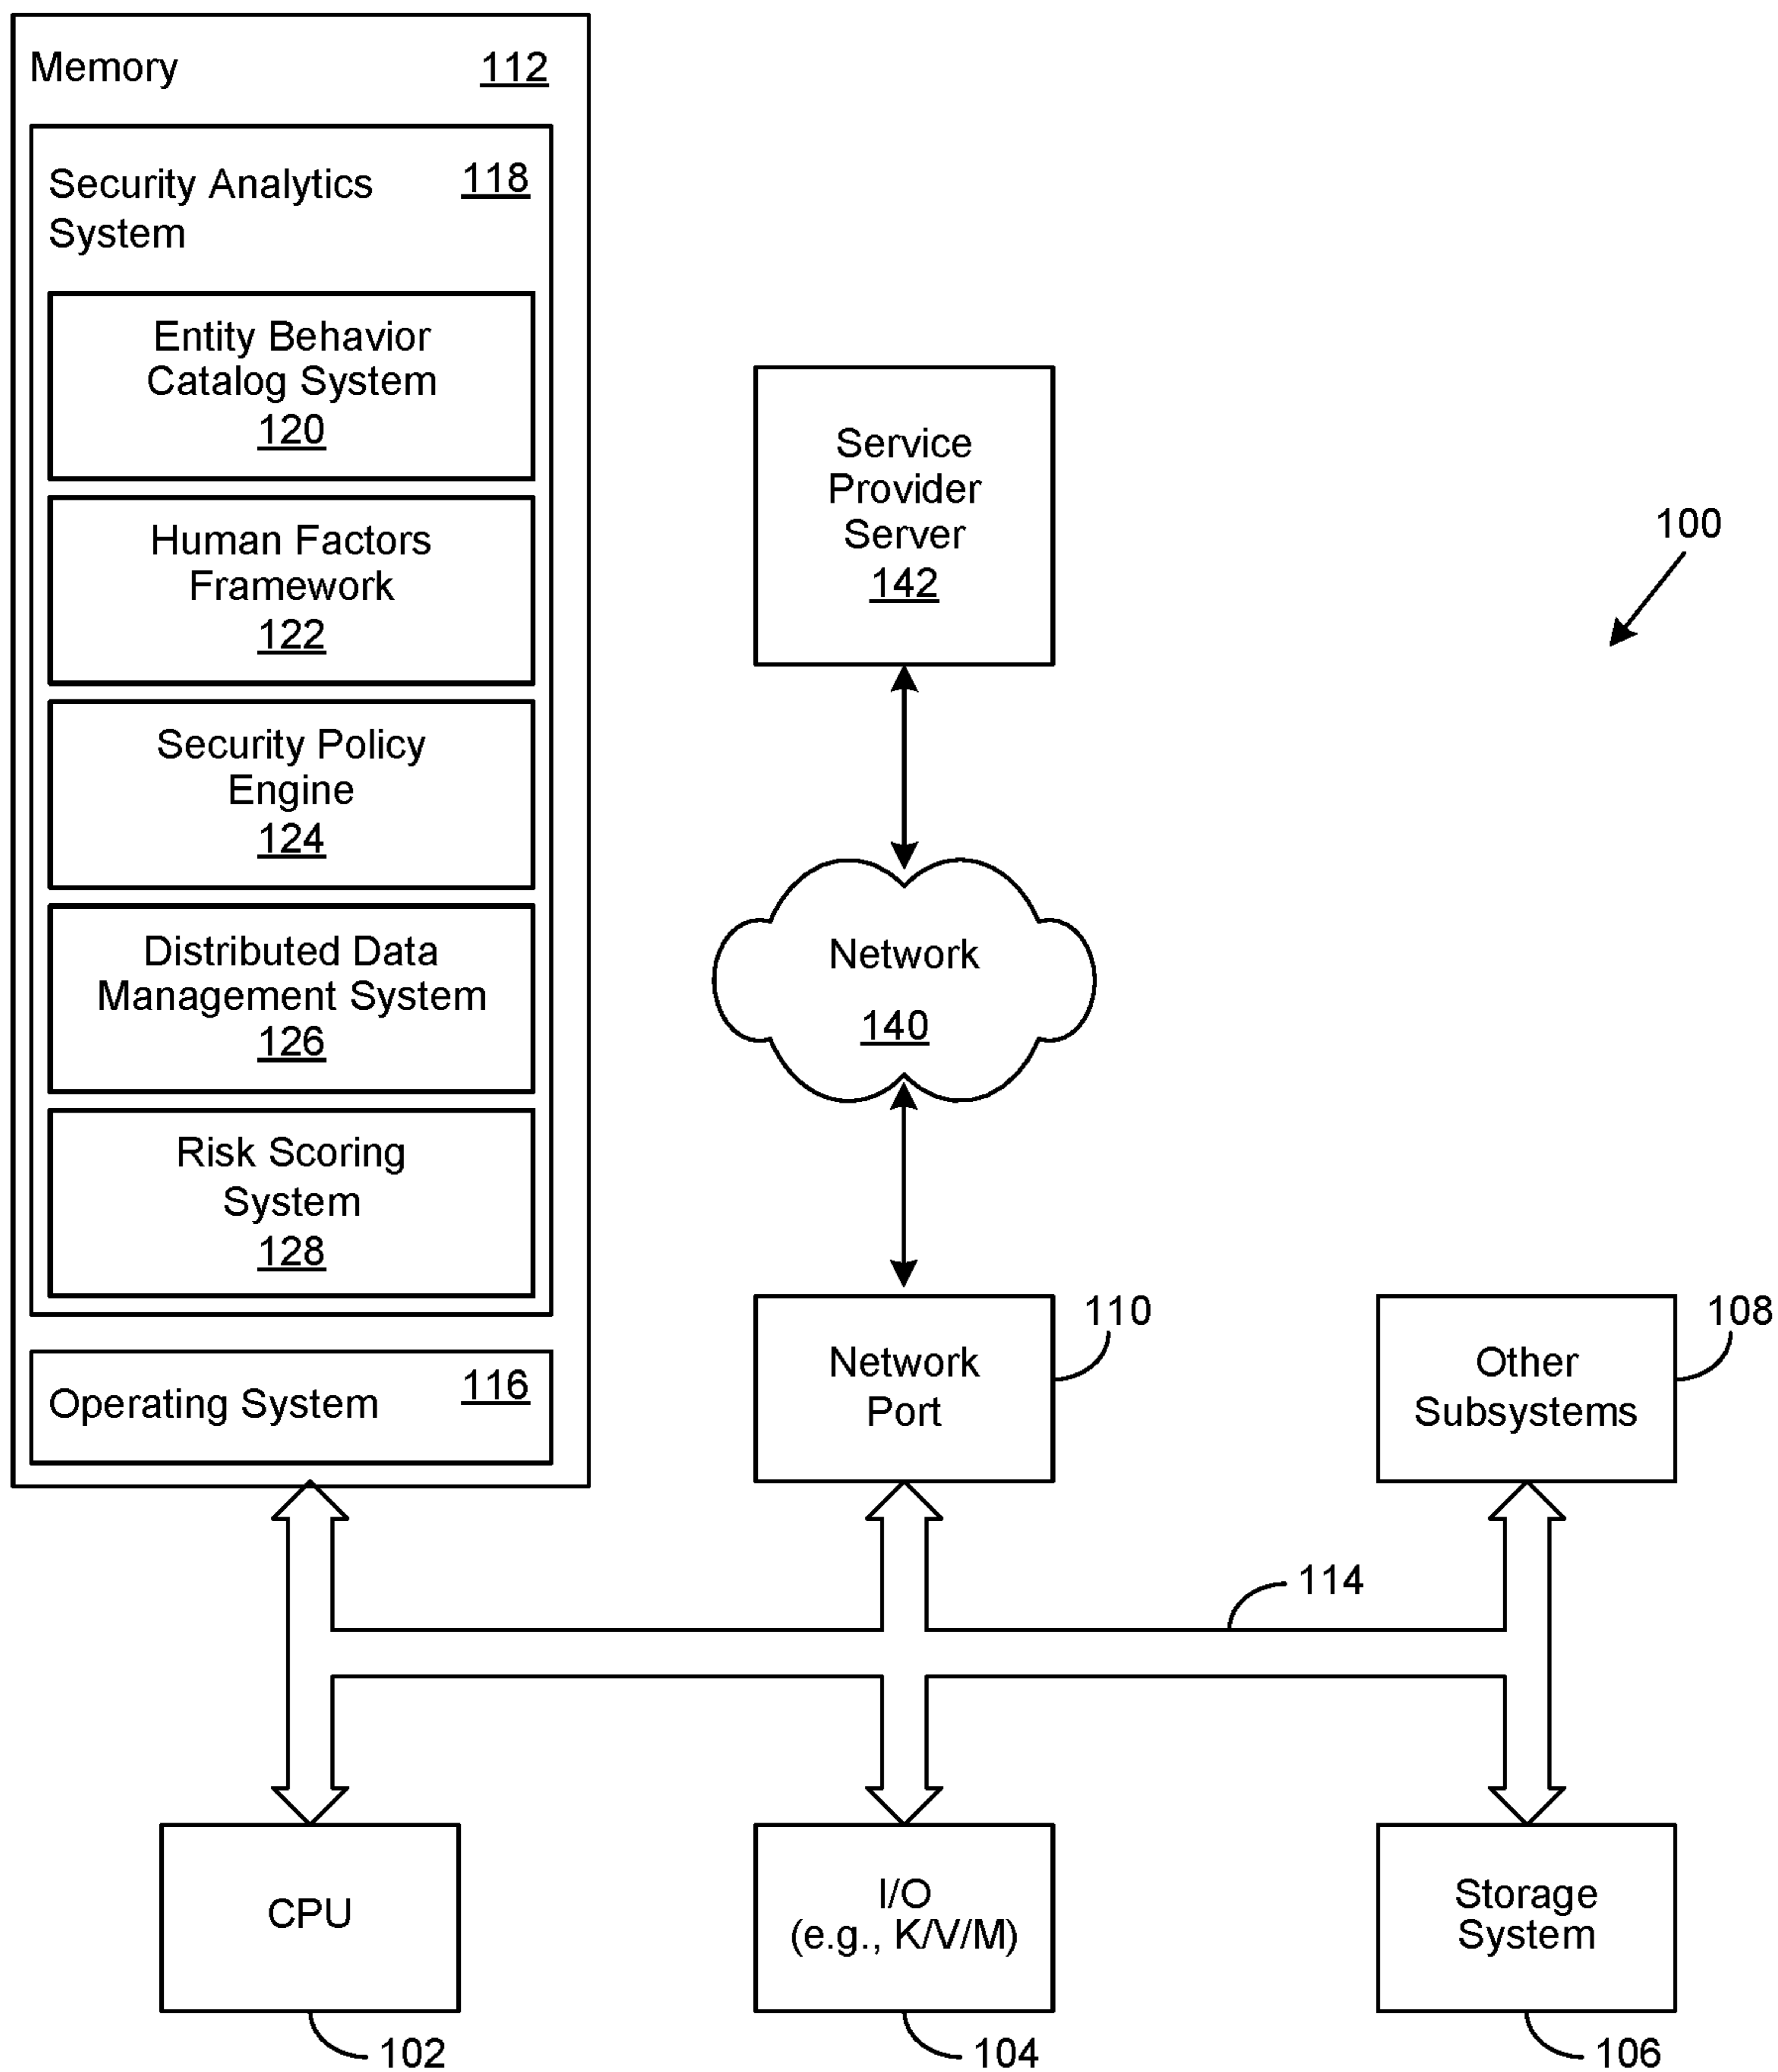 Memory 112
Security Analytics 118
System
Entity Behavior
Catalog System
120
Human Factors
Framework
122
Security Policy
Engine
124
Distributed Data
Management System
126
Risk Scoring
System
128
Operating System 116
Service
Provider
Server
142
100
Network
140
Network
Port
110
Other
Subsystems
108
114
CPU
102
I/O
(e.g., K/V/M)
104
Storage
System
106